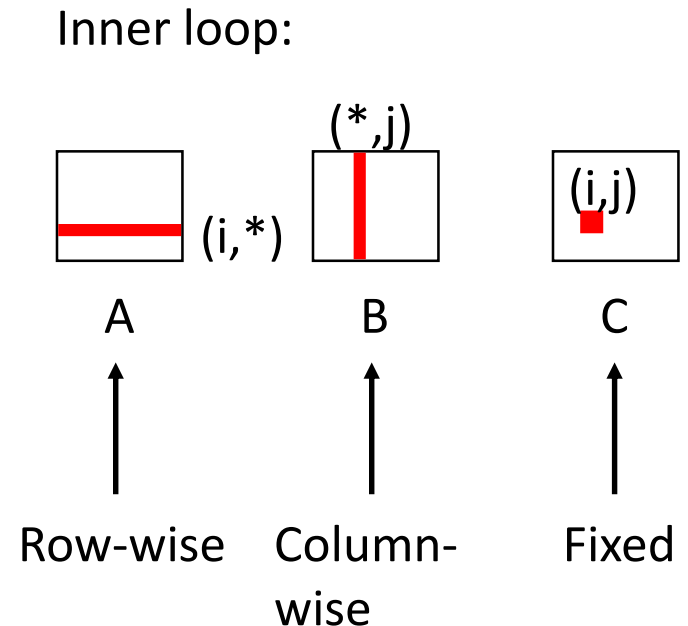 Inner loop:
(*,j)
(i,j)
(i,*)
A
B
C
Row-wise
Column-
wise
Fixed